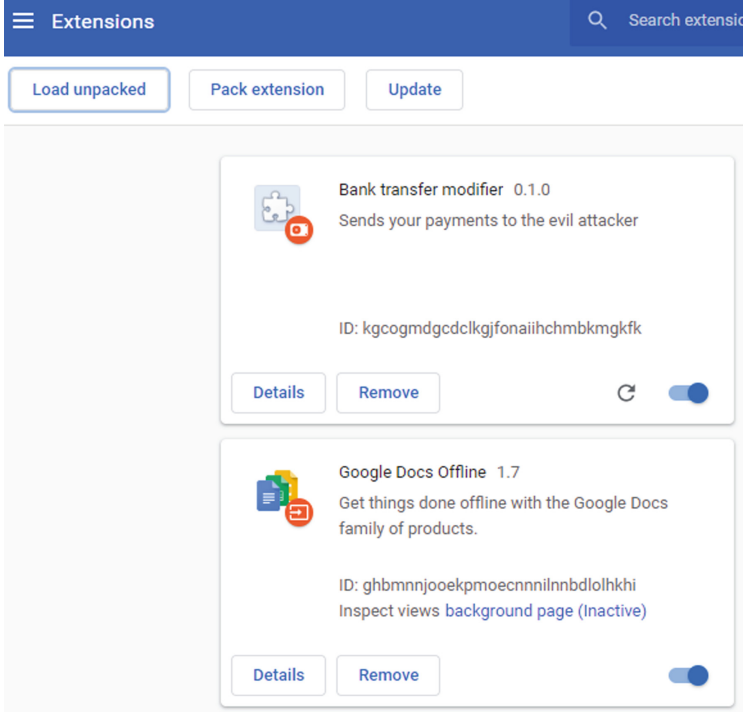 Extensions
Search extensio
Load unpacked
Pack extension
Update
Bank transfer modifier 0.1.0
Sends your payments to the evil attacker
ID: kgcogmdgcdclkgjfonaiihchmbkmgkfk
Details
Remove
Google Docs Offline 1.7
Get things done offline with the Google Docs
family of products.
ID: ghbmnnjooekpmoecnnnilnnbdlolhkhi
Inspect views background page (Inactive)
Details
Remove